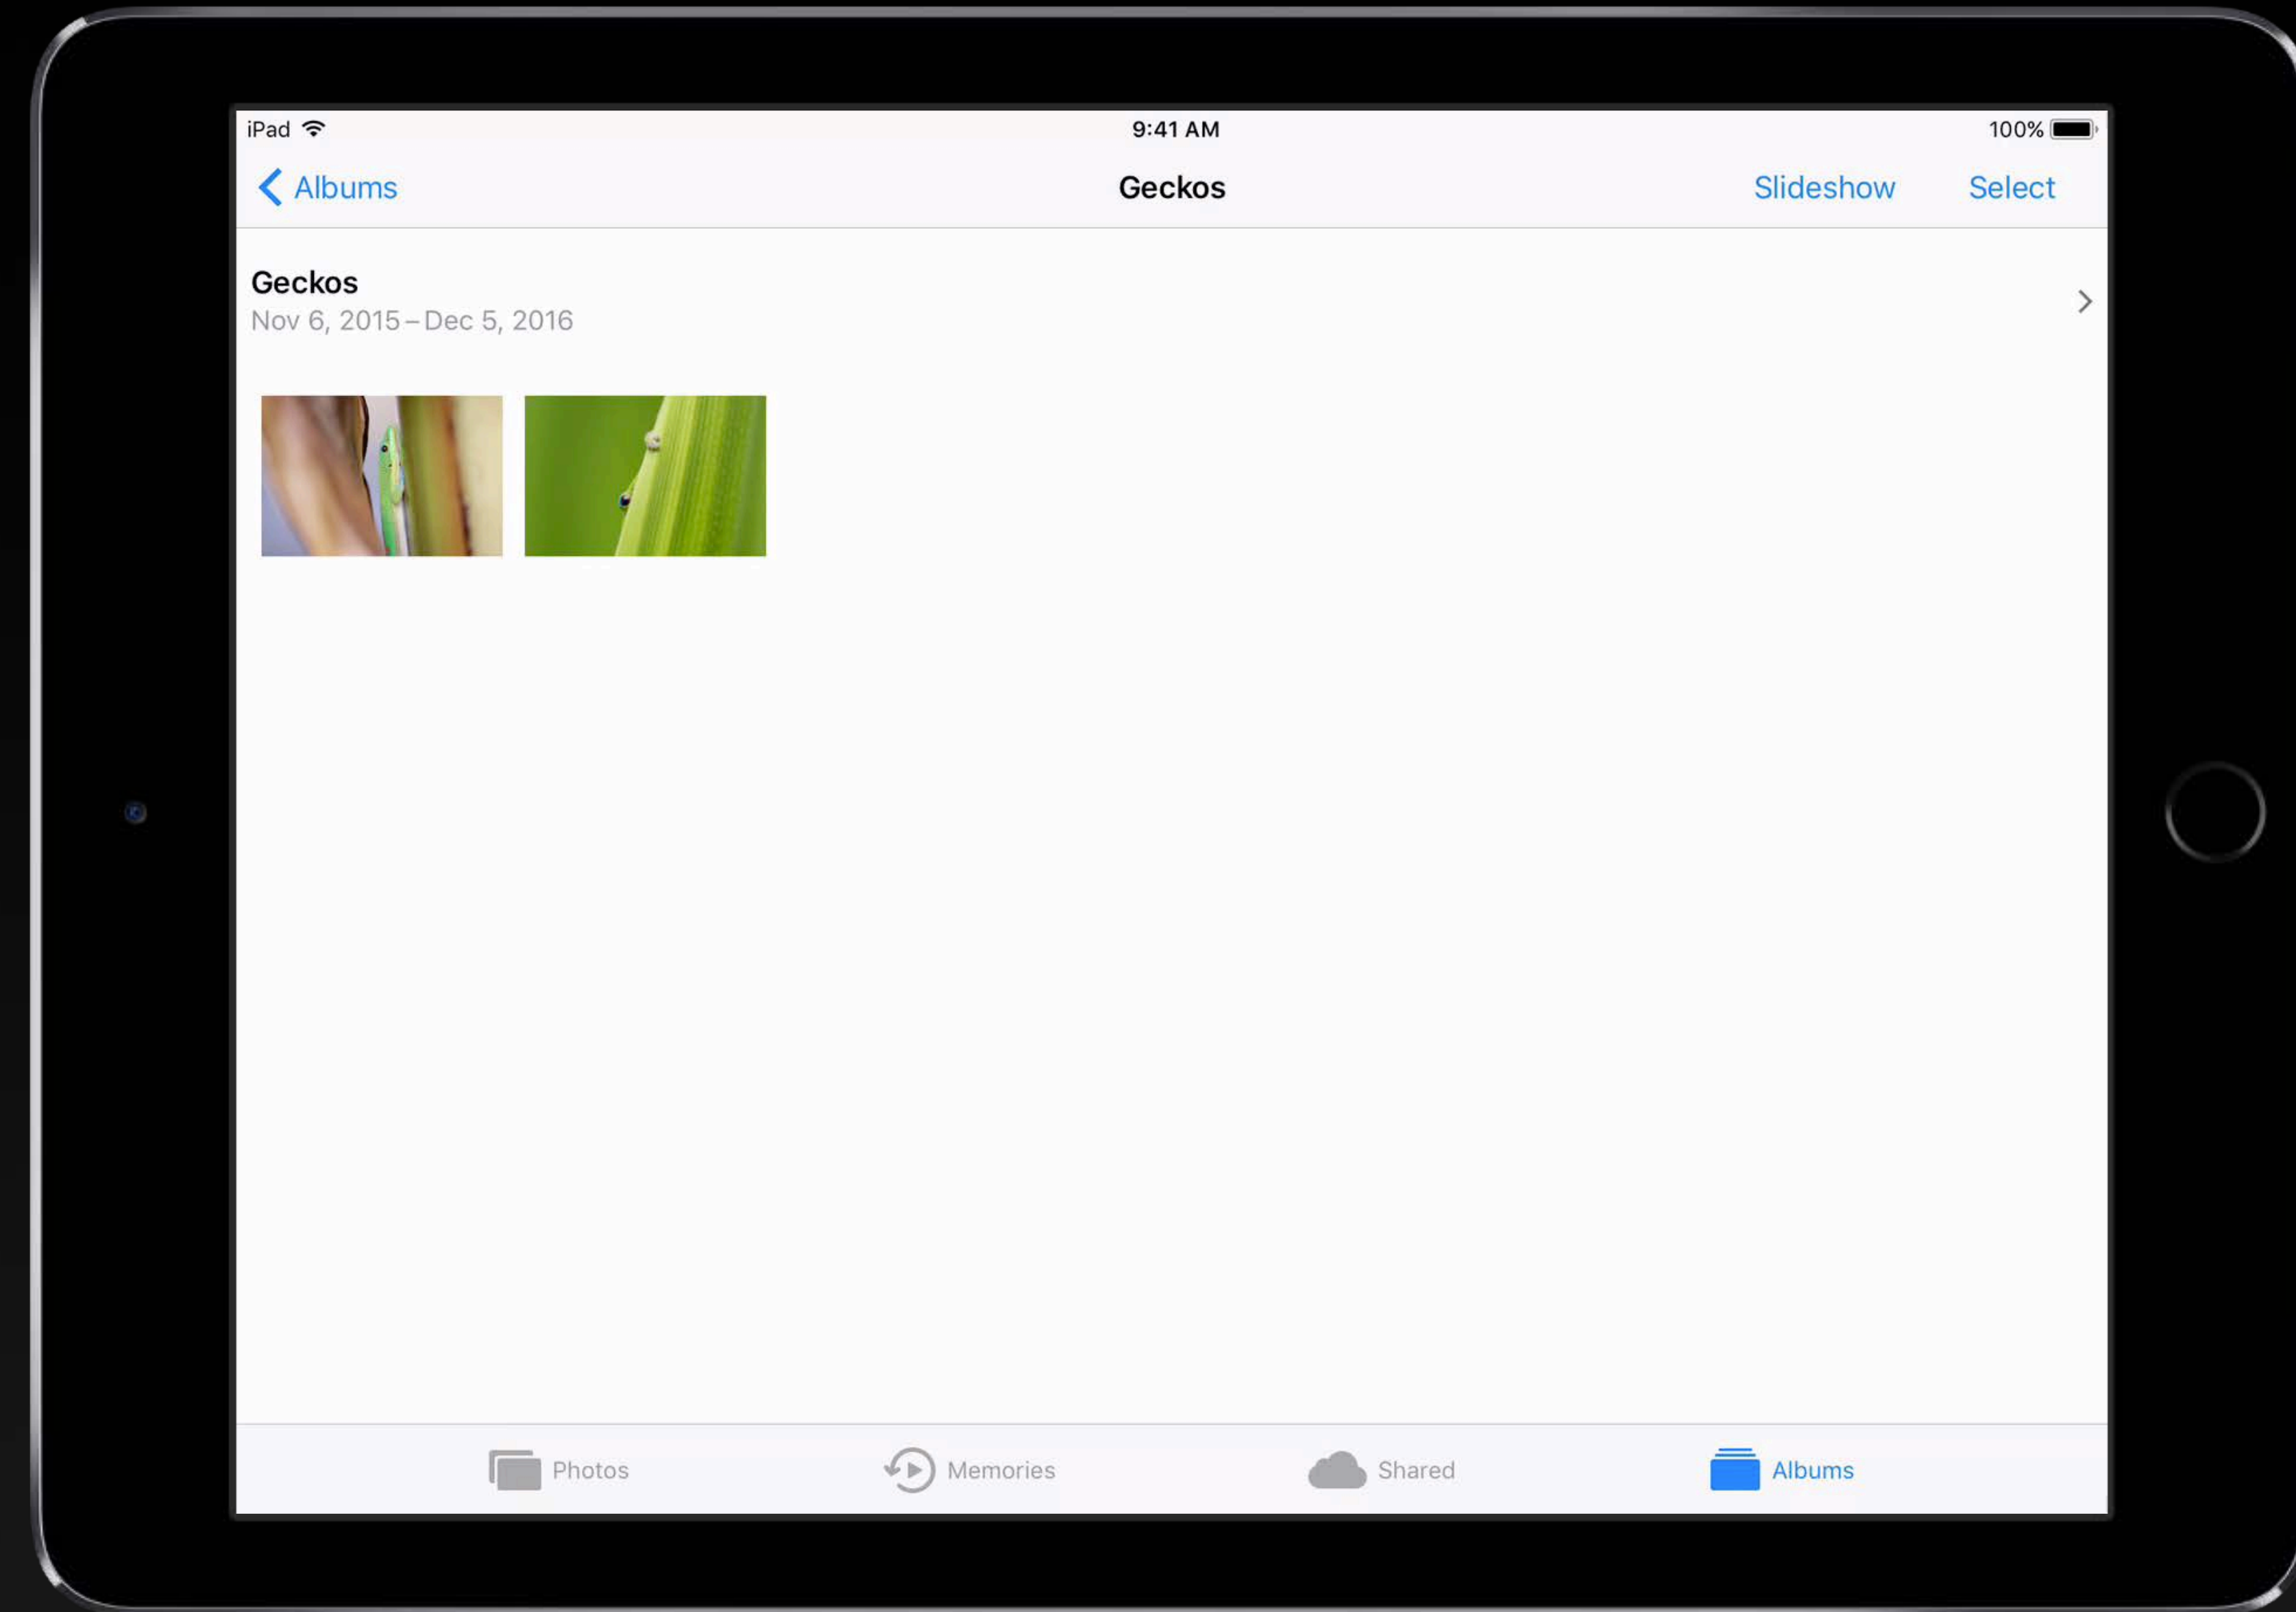 iPad
9:41 AM
100%
Albums
Geckos
Slideshow
Select
Geckos
Nov 6, 2015 – Dec 5, 2016
Photos
Memories
Shared
Albums